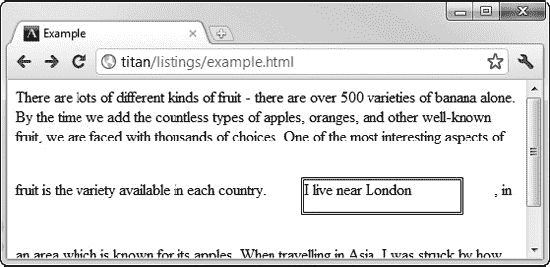 Example
titan/listings/example.html
There are lots of different kinds of fruit - there are over 500 varieties of banana alone.
By the time we add the countless types of apples, oranges, and other well-known
fruit, we are faced with thousands of choices. One of the most interesting aspects of
fruit is the variety available in each country. I live near London , in
an area which is known for its apples. When travelling in Asia, I was struck by how